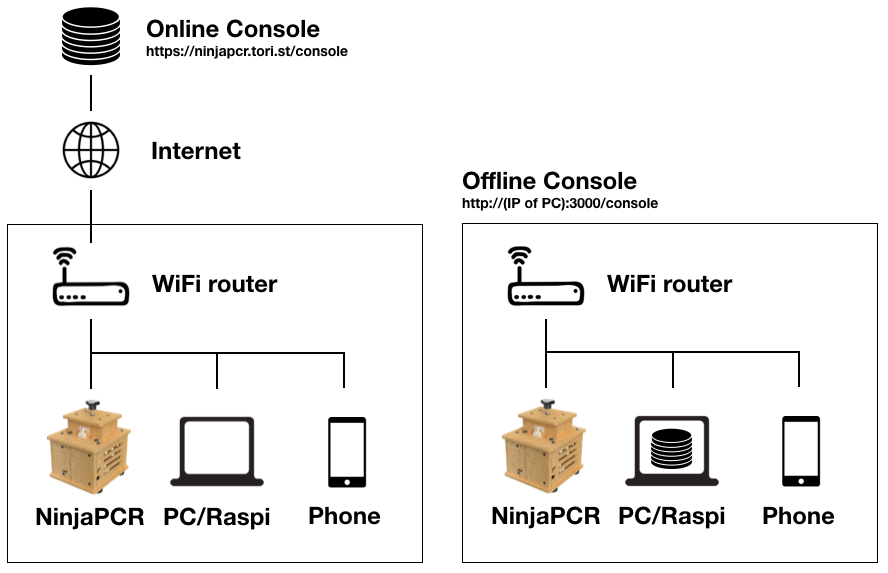 Online Console
https://ninjapcr.tori.st/console
Internet
WiFi router
NinjaPCR PC/Raspi Phone
Offline Console
http://(IP of PC):3000/console
WiFi router
NinjaPCR PC/Raspi Phone